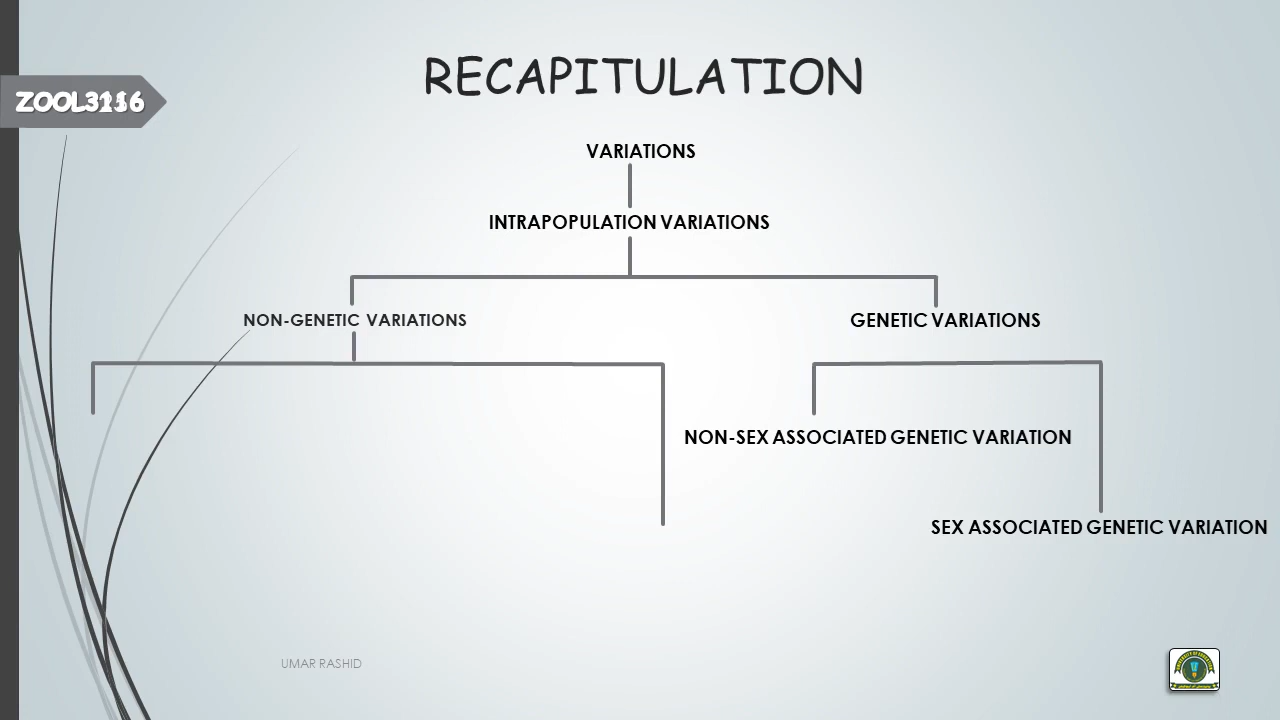 RECAPITULATION
VARIATIONS
INTRAPOPULATION VARIATIONS
NON-GENETIC VARIATIONS
GENETIC VARIATIONS
NON-SEX ASSOCIATED GENETIC VARIATION
SEX ASSOCIATED GENETIC VARIATION
UMAR RASHID